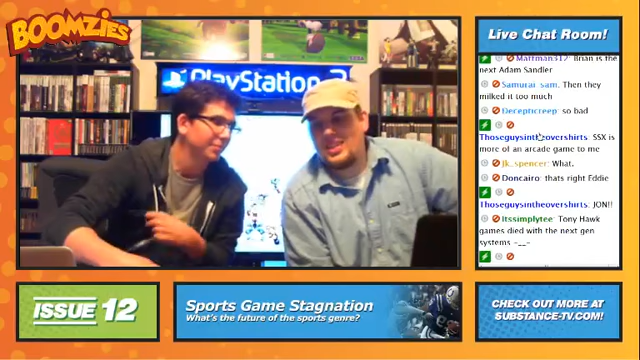 BOOMZIES
PlayStation 2
Live Chat Room!
Mattman312: Brian is the
next Adam Sandler
Samurai_sam: Then they
milked it too much
Decepticreep: so bad
Thoseguysintheovershirts: SSX is
more of an arcade game to me
Jk_spencer: What.
Doncairo: thats right Eddie
Thoseguysintheovershirts: JON!!
Itssimplytee: Tony Hawk
games died with the next gen
systems -__-
ISSUE 12
Sports Game Stagnation
What's the future of the sports genre?
CHECK OUT MORE AT
SUBSTANCE-TV.COM!